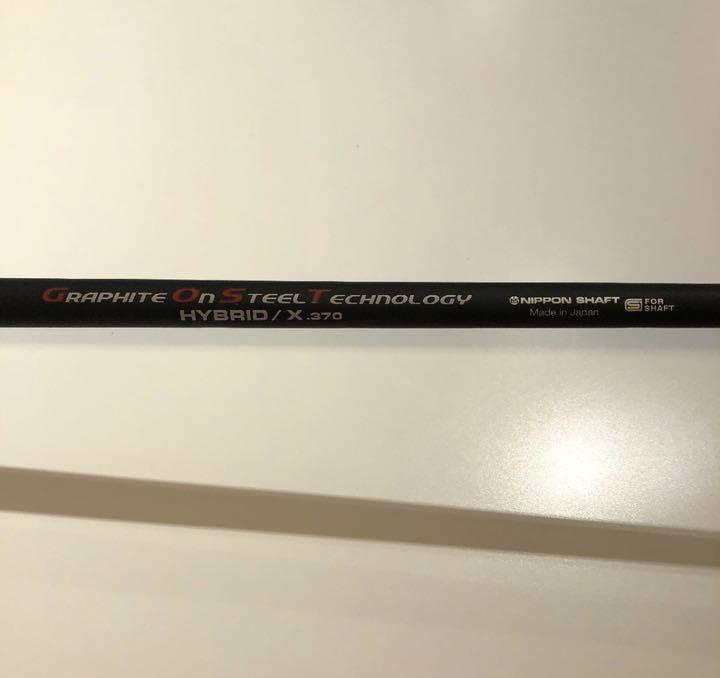 GRAPHITE ON STEEL TECHNOLOGY
HYBRID / X .370
NIPPON SHAFT
Made in Japan
FOR
SHAFT